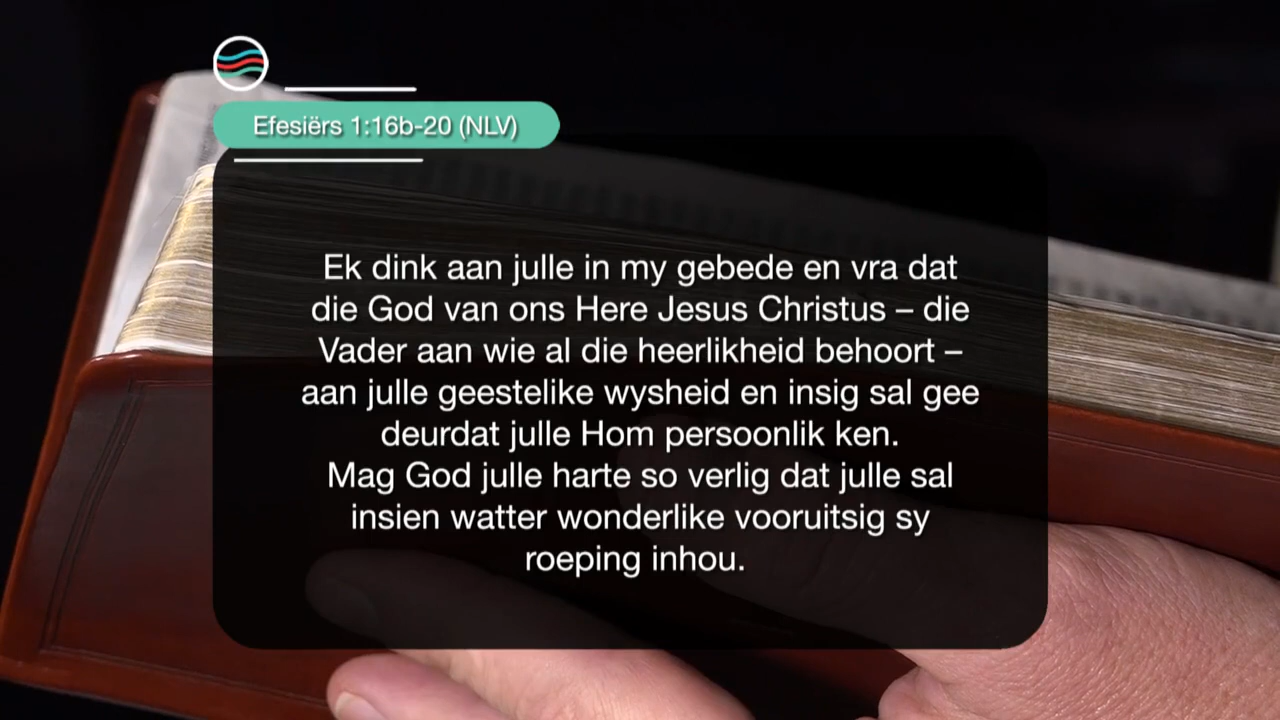 Efesiërs 1:16b-20 (NLV)
Ek dink aan julle in my gebede en vra dat
die God van ons Here Jesus Christus – die
Vader aan wie al die heerlikheid behoort –
aan julle geestelike wysheid en insig sal gee
deurdat julle Hom persoonlik ken.
Mag God julle harte so verlig dat julle sal
insien watter wonderlike vooruitsig sy
roeping inhou.